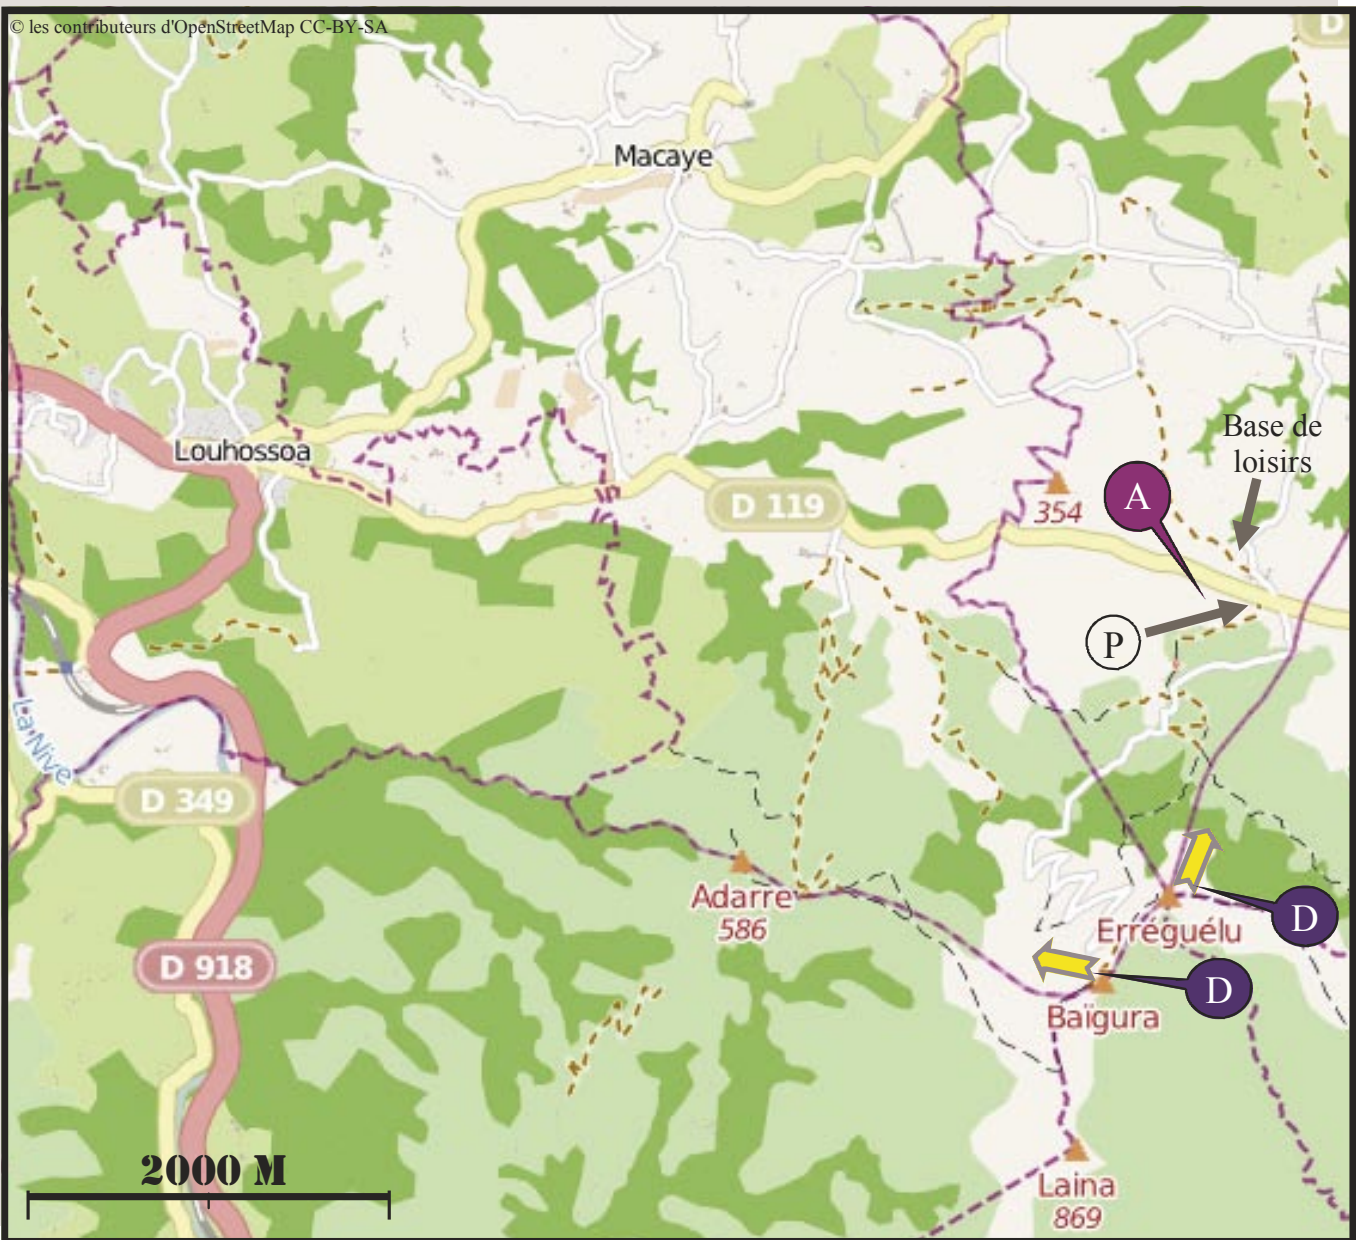 © les contributeurs d'OpenStreetMap CC-BY-SA
D
Macaye
Base de
loisirs
Louhossoa
D 119
A
354
P
La Nive
D 349
Adarre
586
Erréguélu
D
D 918
D
Baïgura
2000 M
Laina
869